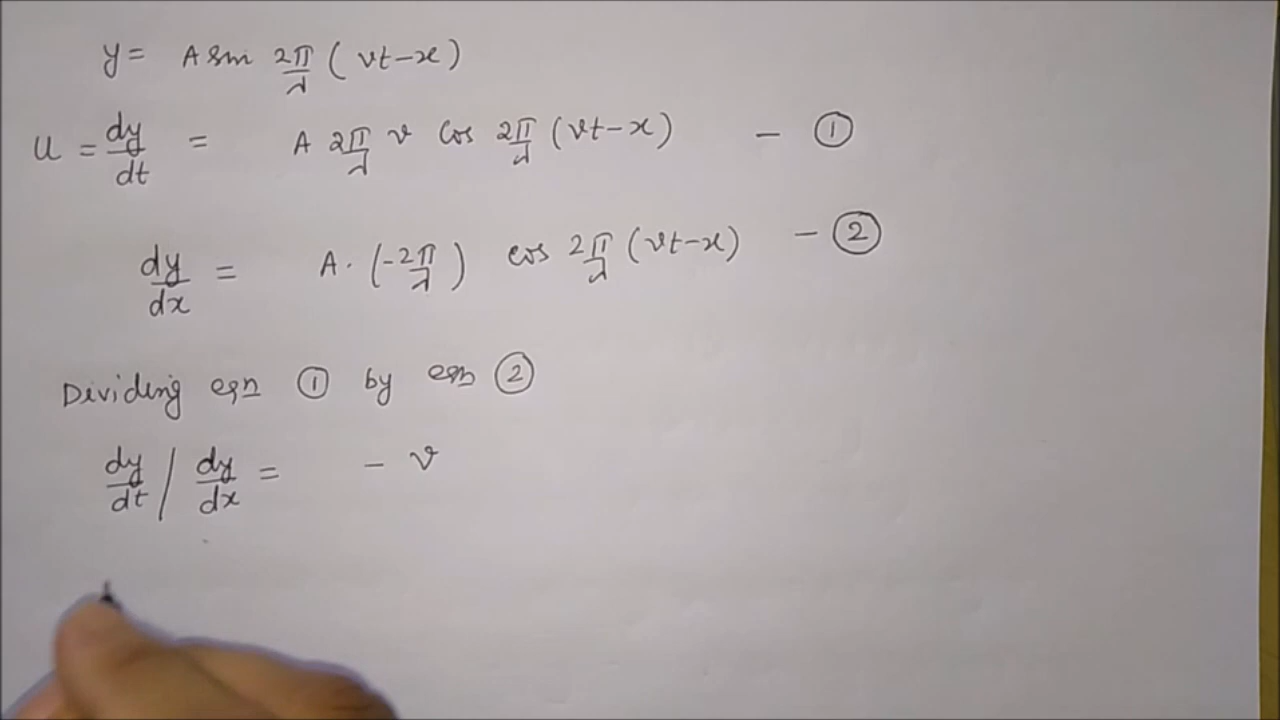 y = A sin 2π/λ (vt-x)
U = dy/dt = A 2π/λ v cos 2π/λ (vt-x) - ①
dy/dx = A. (-2π/λ) cos 2π/λ (vt-x) - ②
Dividing eqn ① by eqn ②
dy/dt / dy/dx = - v